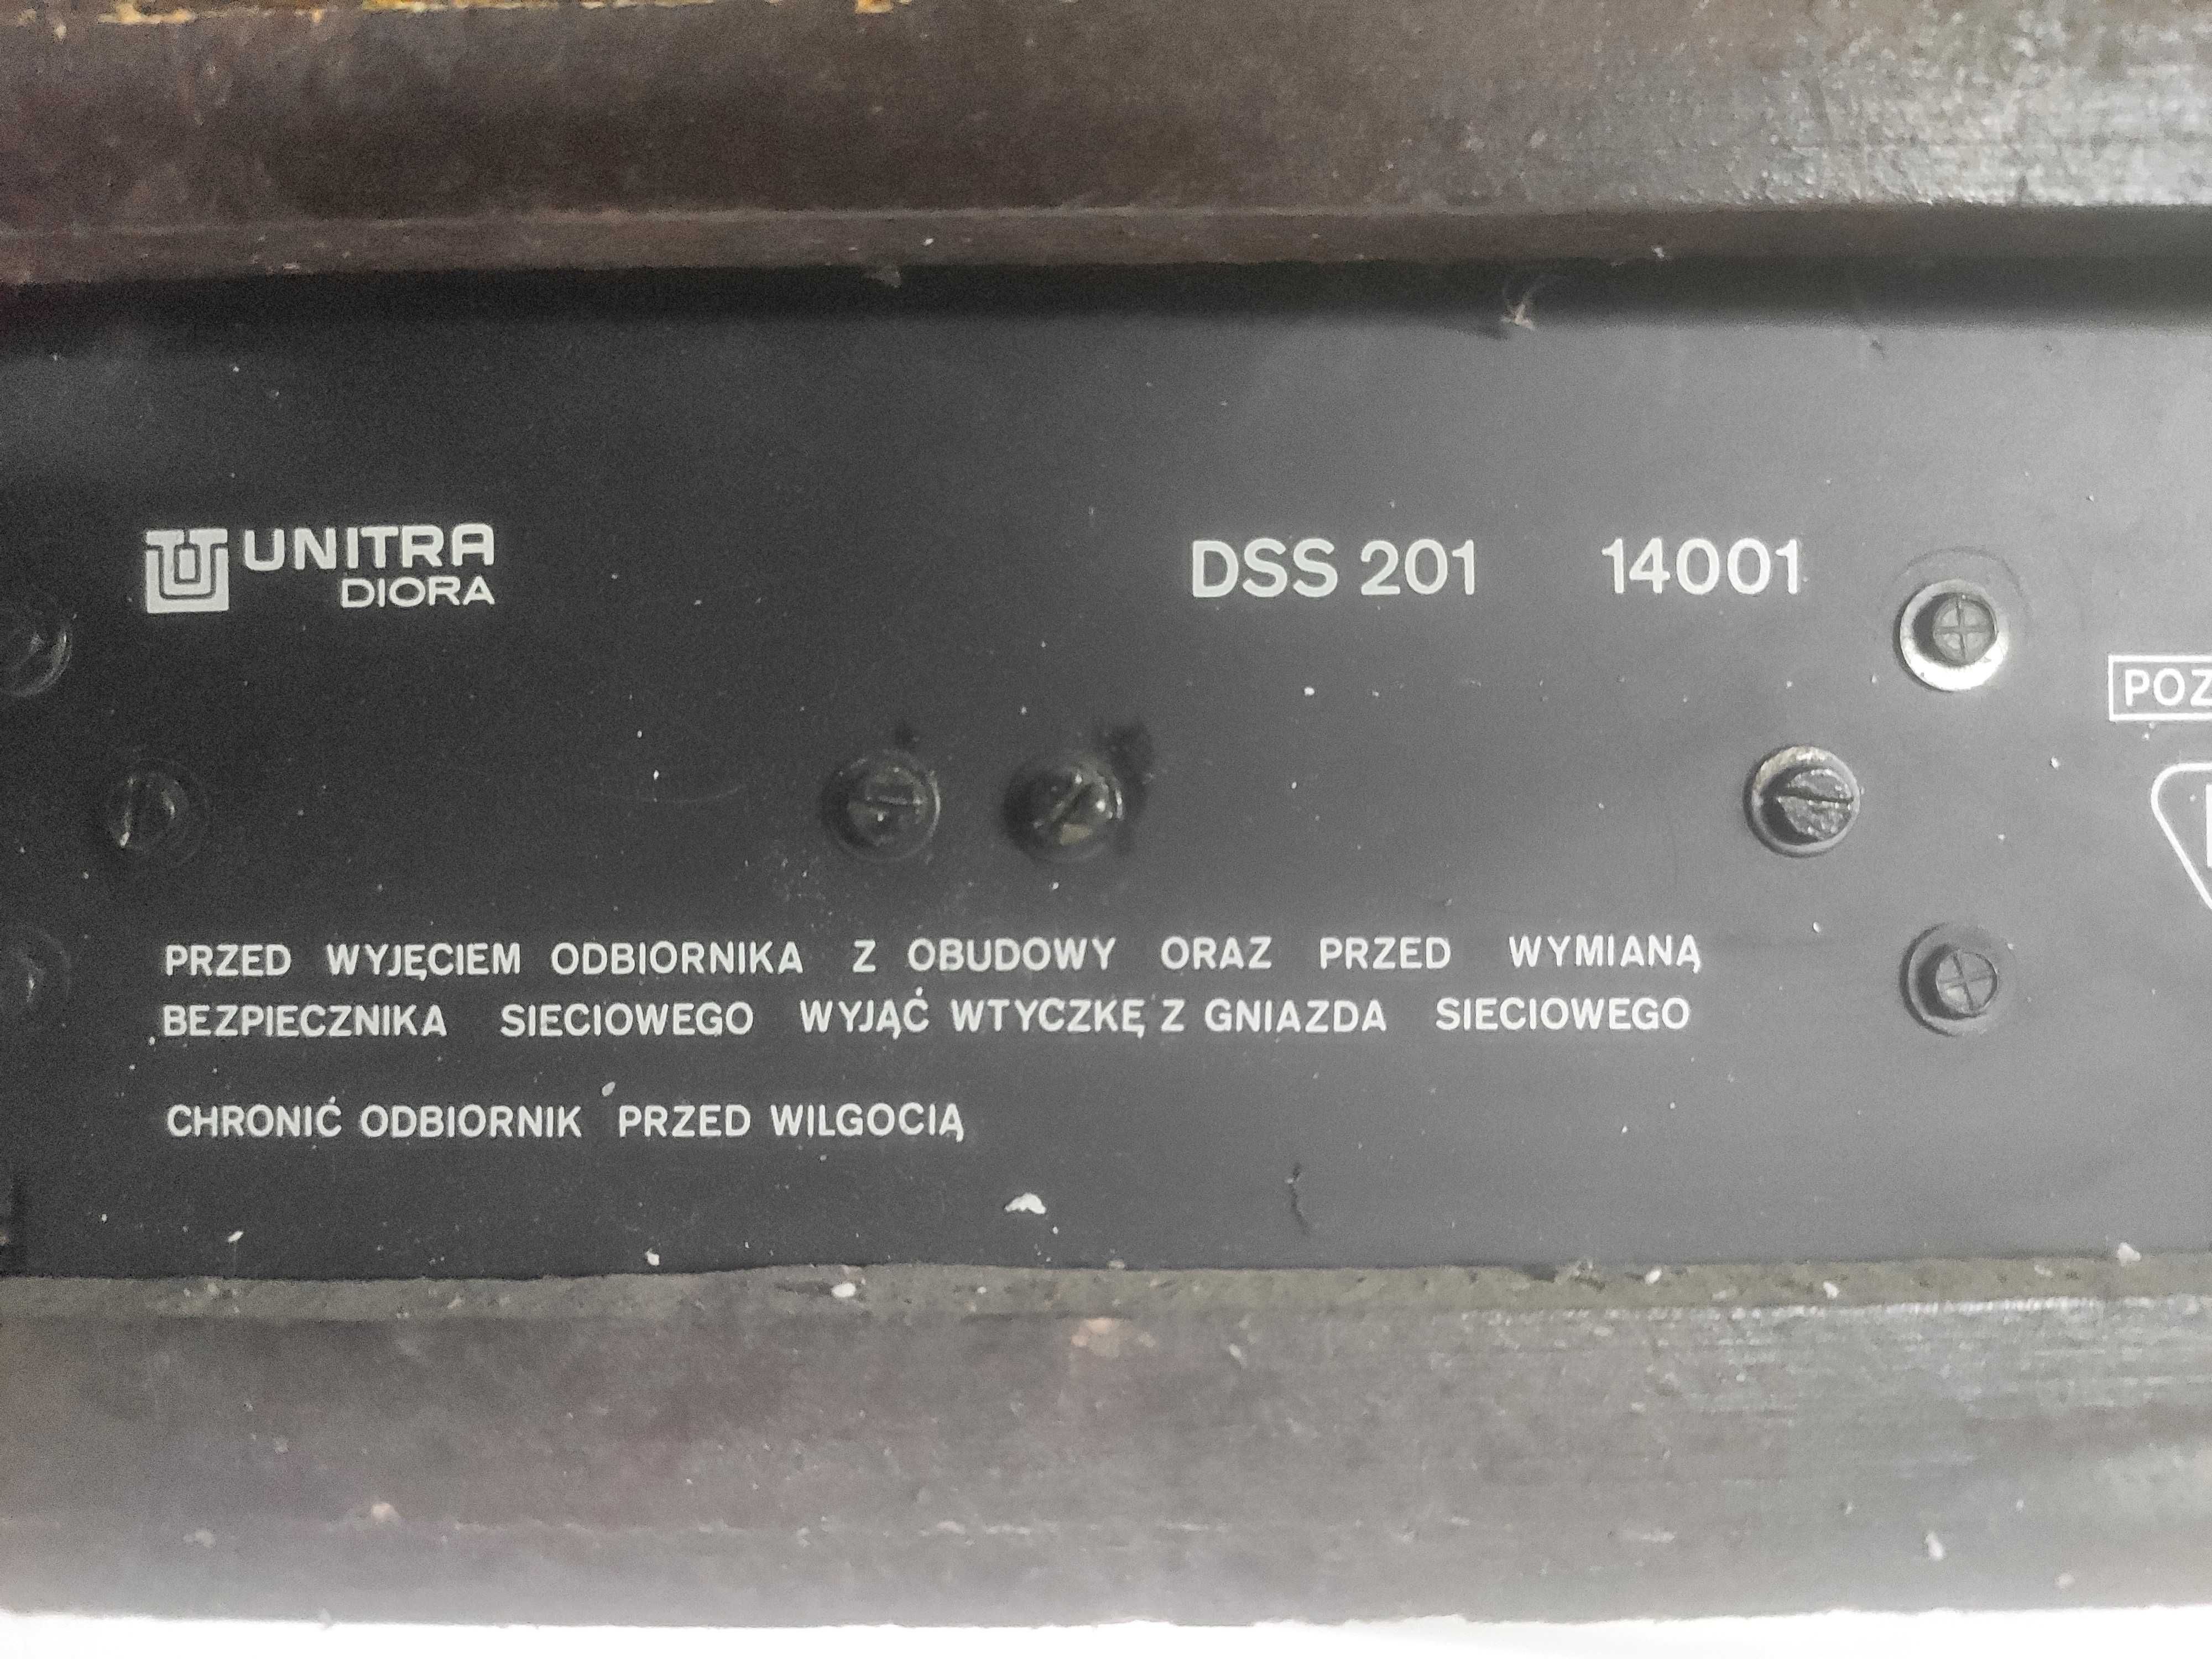 UNITRA
DIORA
DSS 201 14001
PRZED WYJĘCIEM ODBIORNIKA Z OBUDOWY ORAZ PRZED WYMIANĄ
BEZPIECZNIKA SIECIOWEGO WYJĄĆ WTYCZKĘ Z GNIAZDA SIECIOWEGO
CHRONIĆ ODBIORNIK PRZED WILGOCIĄ
POZ